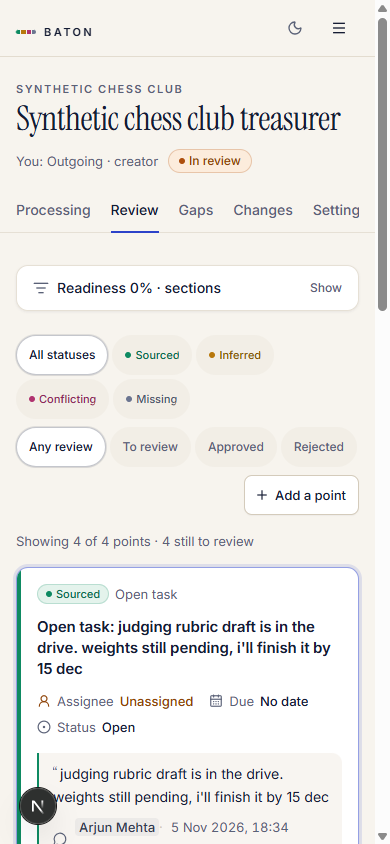 BATON
SYNTHETIC CHESS CLUB
Synthetic chess club treasurer
You: Outgoing · creator In review
Processing Review Gaps Changes Setting
Readiness 0% · sections Show
All statuses Sourced Inferred
Conflicting Missing
Any review To review Approved Rejected
+ Add a point
Showing 4 of 4 points · 4 still to review
Sourced Open task
Open task: judging rubric draft is in the
drive. weights still pending, i'll finish it by
15 dec
Assignee Unassigned Due No date
Status Open
“judging rubric draft is in the drive.
weights still pending, i'll finish it by 15 dec
N
Arjun Mehta · 5 Nov 2026, 18:34